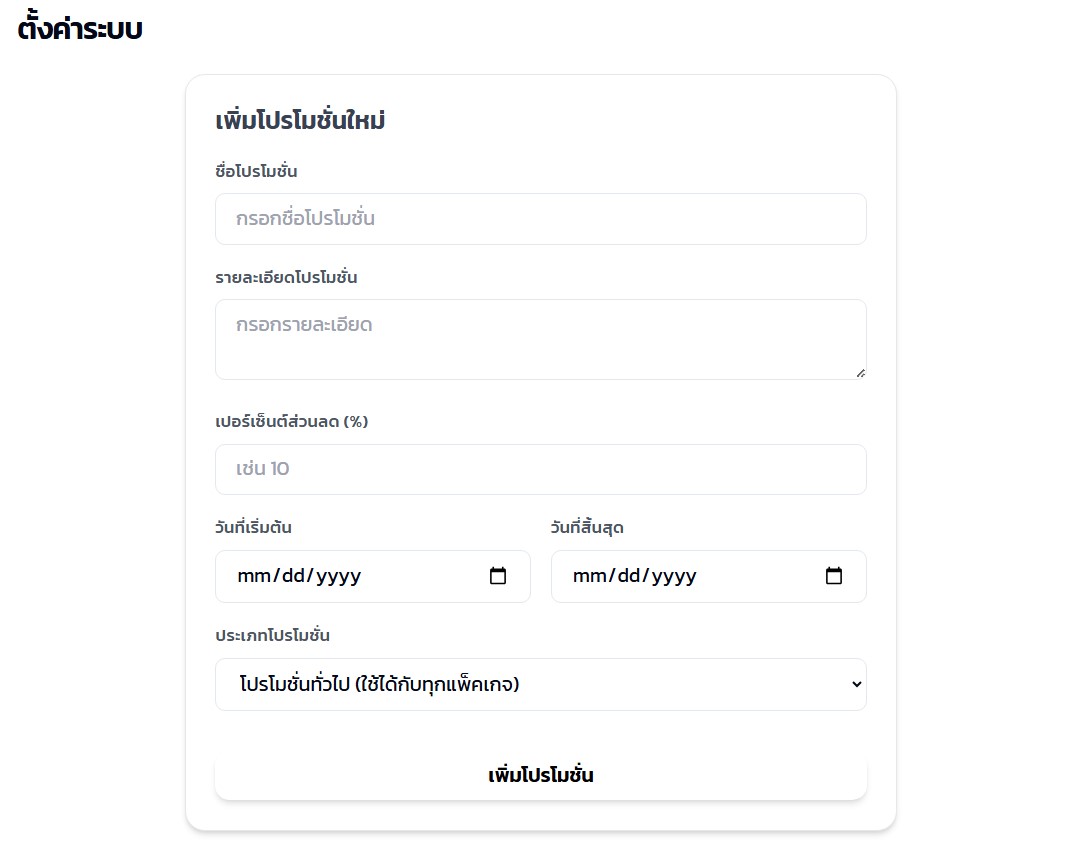 ตั้งค่าระบบ
เพิ่มโปรโมชั่นใหม่
ชื่อโปรโมชั่น
กรอกชื่อโปรโมชั่น
รายละเอียดโปรโมชั่น
กรอกรายละเอียด
เปอร์เซ็นต์ส่วนลด (%)
เช่น 10
วันที่เริ่มต้น วันที่สิ้นสุด
mm/dd/yyyy mm/dd/yyyy
ประเภทโปรโมชั่น
โปรโมชั่นทั่วไป (ใช้ได้กับทุกแพ็คเกจ)
เพิ่มโปรโมชั่น